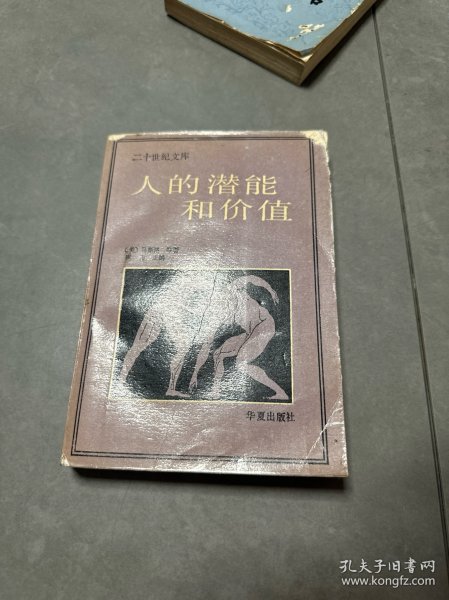 二十世纪文库
人的潜能
和价值
华夏出版社
孔夫子旧书网
www.kongfz.com